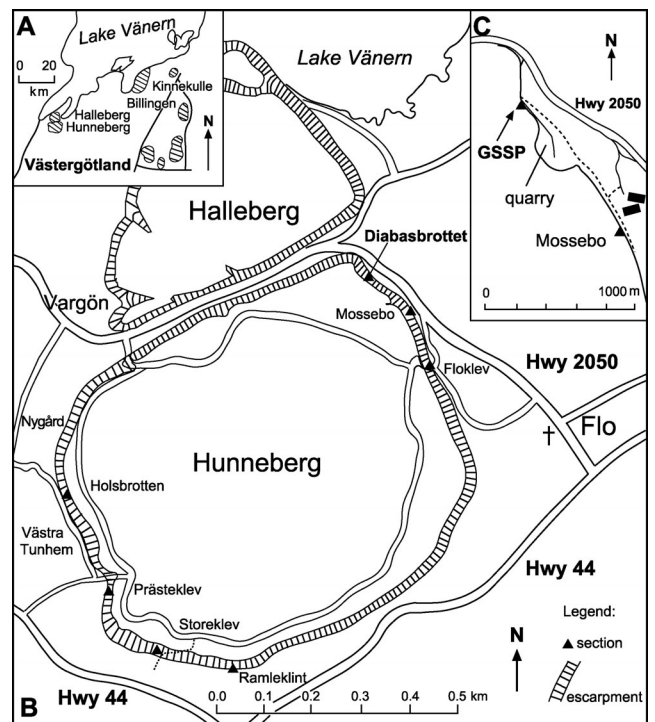 A
Lake Vänern
0 20
km
Kinnekulle
Billingen
Halleberg
Hunneberg
N
Västergötland
Lake Vänern
C
N
Hwy 2050
GSSP
quarry
Mossebo
0 1000 m
Halleberg
Diabasbrottet
Vargön
Mossebo
Hwy 2050
Floklev
Nygård
Flo
Hunneberg
Holsbrotten
Västra
Tunhem
Hwy 44
Prästeklev
Storeklev
Legend:
N
section
Ramleklint
escarpment
Hwy 44
0.0 0.1 0.2 0.3 0.4 0.5 km
B